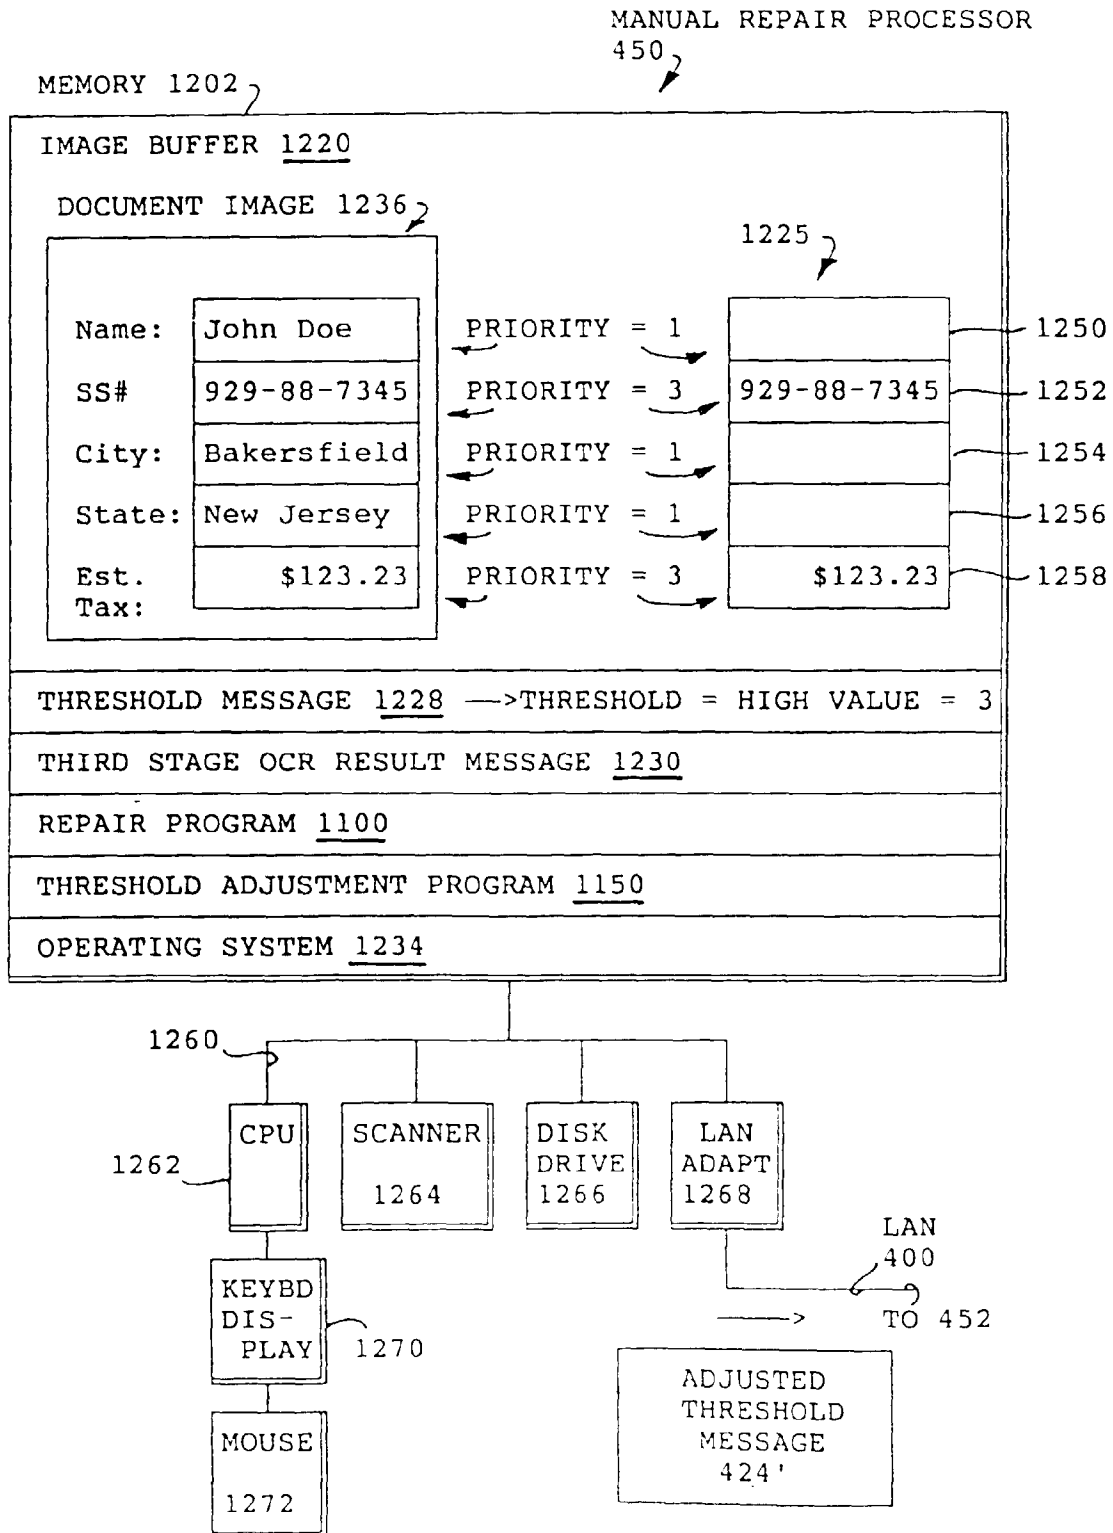 MANUAL REPAIR PROCESSOR
450
MEMORY 1202
IMAGE BUFFER 1220
DOCUMENT IMAGE 1236
1225
Name: John Doe PRIORITY = 1 1250
SS# 929-88-7345 PRIORITY = 3 929-88-7345 1252
City: Bakersfield PRIORITY = 1 1254
State: New Jersey PRIORITY = 1 1256
Est. $123.23 PRIORITY = 3 $123.23 1258
Tax:
THRESHOLD MESSAGE 1228 —>THRESHOLD = HIGH VALUE = 3
THIRD STAGE OCR RESULT MESSAGE 1230
REPAIR PROGRAM 1100
THRESHOLD ADJUSTMENT PROGRAM 1150
OPERATING SYSTEM 1234
1260
CPU
1262
SCANNER
1264
DISK
DRIVE
1266
LAN
ADAPT
1268
LAN
400
TO 452
KEYBD
DIS-
PLAY
1270
MOUSE
1272
ADJUSTED
THRESHOLD
MESSAGE
424'